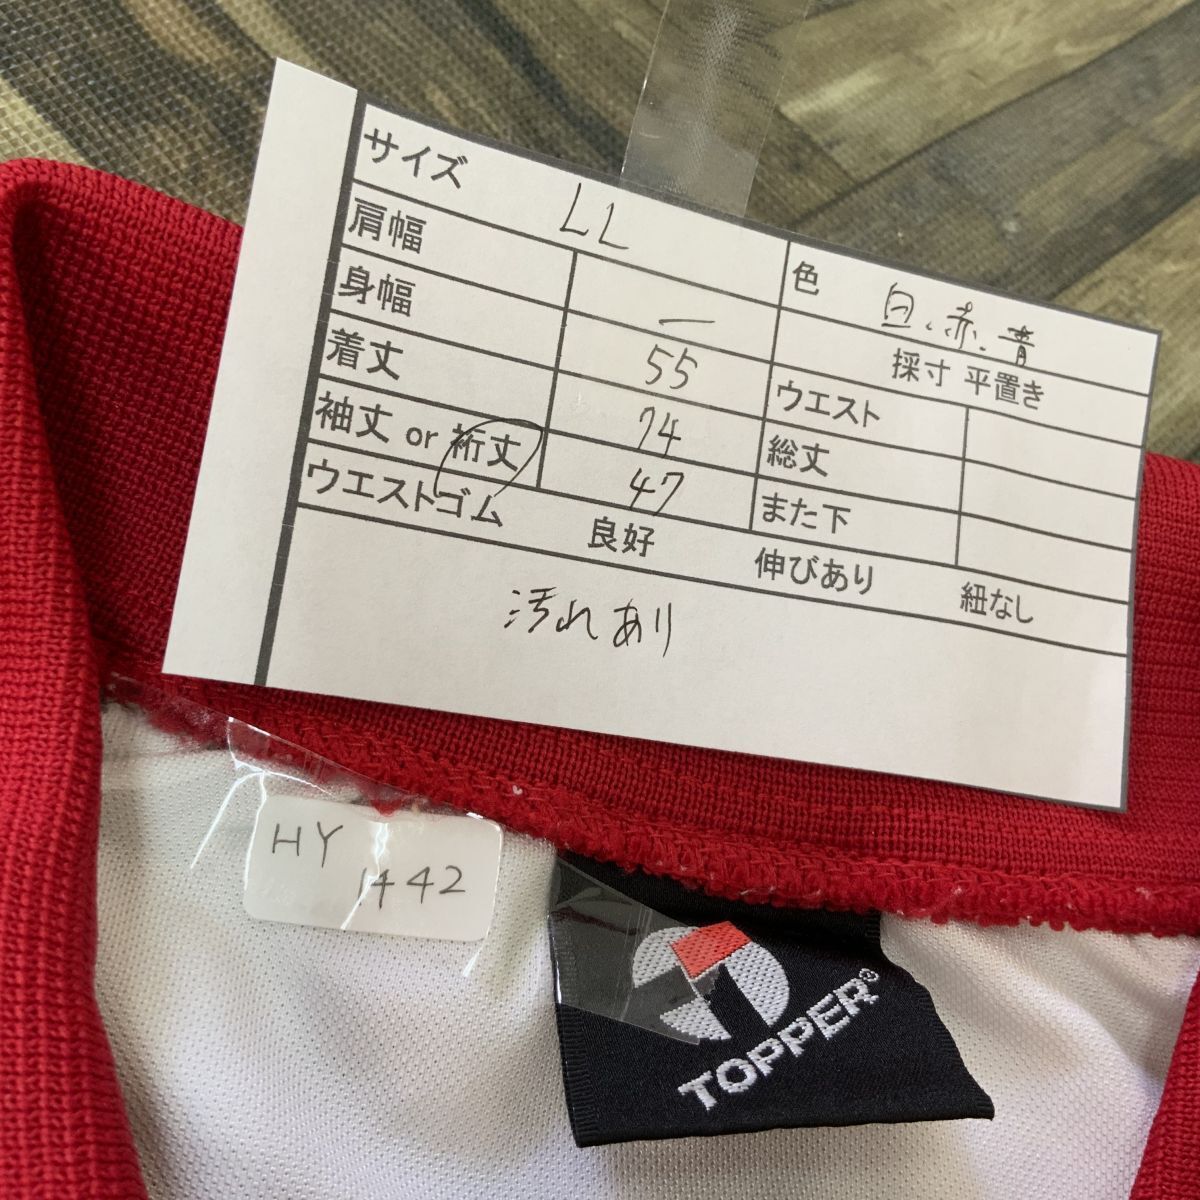 サイズ LL
肩幅 —
身幅 55
着丈 74
袖丈 or 裄丈 47
ウエストゴム 良好 伸びあり 紐なし
色 白、赤、青
採寸 平置き
ウエスト
総丈
また下
汚れあり
HY
1442
TOPPER®